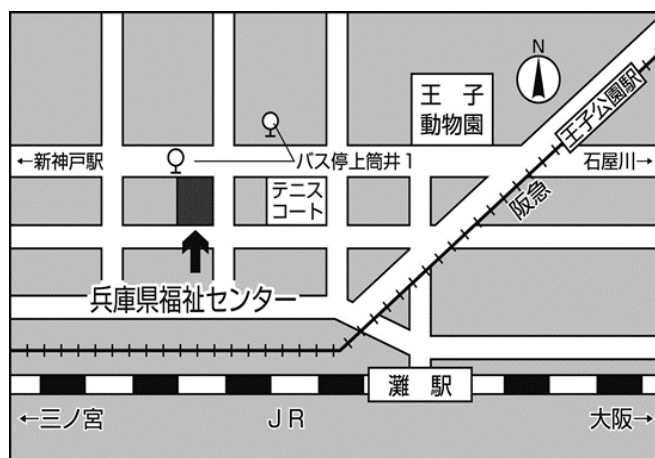 N
王子
動物園
王子公園駅
←新神戸駅
バス停上筒井1
石屋川→
テニス
コート
阪急
兵庫県福祉センター
灘駅
←三ノ宮
JR
大阪→